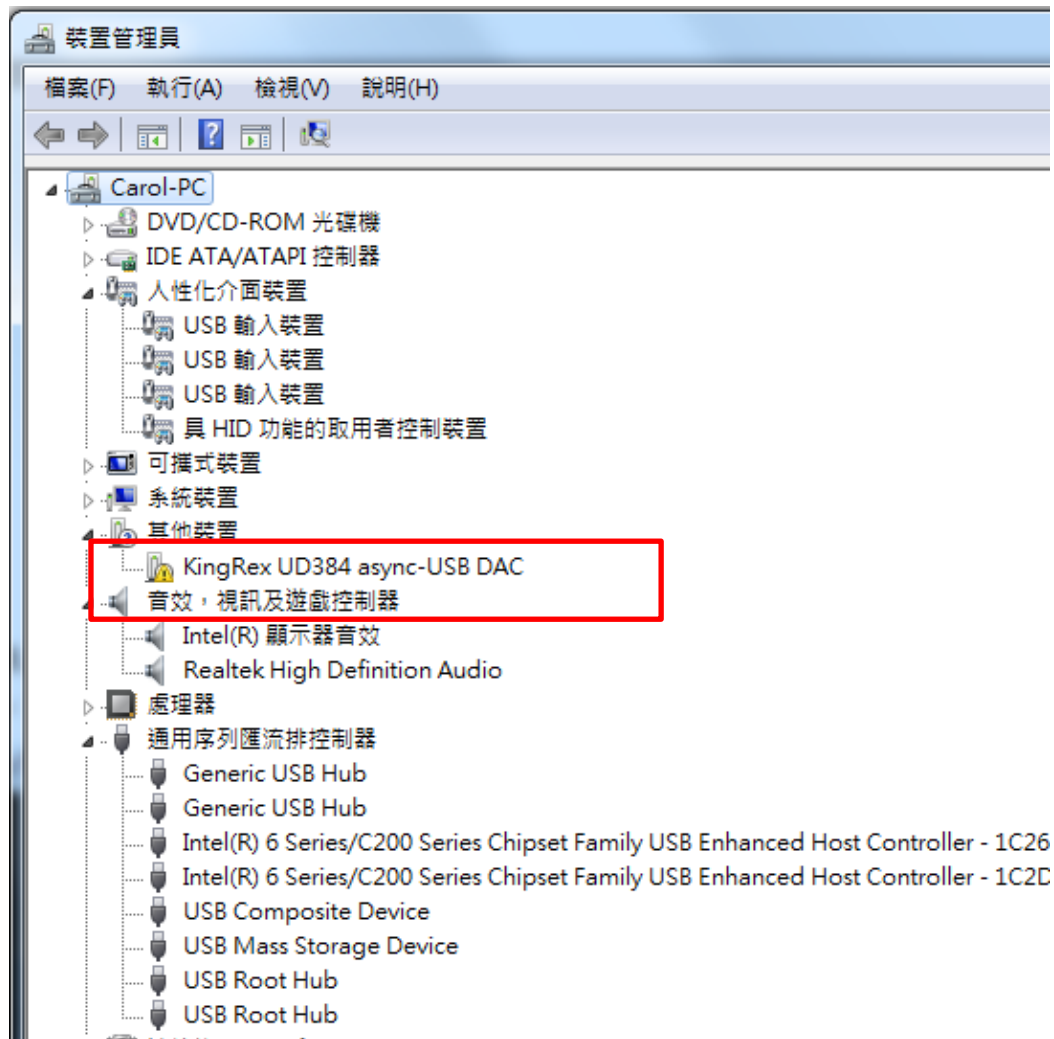 裝置管理員
檔案(F) 執行(A) 檢視(V) 說明(H)
Carol-PC
DVD/CD-ROM 光碟機
IDE ATA/ATAPI 控制器
人性化介面裝置
USB 輸入裝置
USB 輸入裝置
USB 輸入裝置
具 HID 功能的取用者控制裝置
可攜式裝置
系統裝置
其他裝置
KingRex UD384 async-USB DAC
音效，視訊及遊戲控制器
Intel(R) 顯示器音效
Realtek High Definition Audio
處理器
通用序列匯流排控制器
Generic USB Hub
Generic USB Hub
Intel(R) 6 Series/C200 Series Chipset Family USB Enhanced Host Controller - 1C26
Intel(R) 6 Series/C200 Series Chipset Family USB Enhanced Host Controller - 1C2D
USB Composite Device
USB Mass Storage Device
USB Root Hub
USB Root Hub